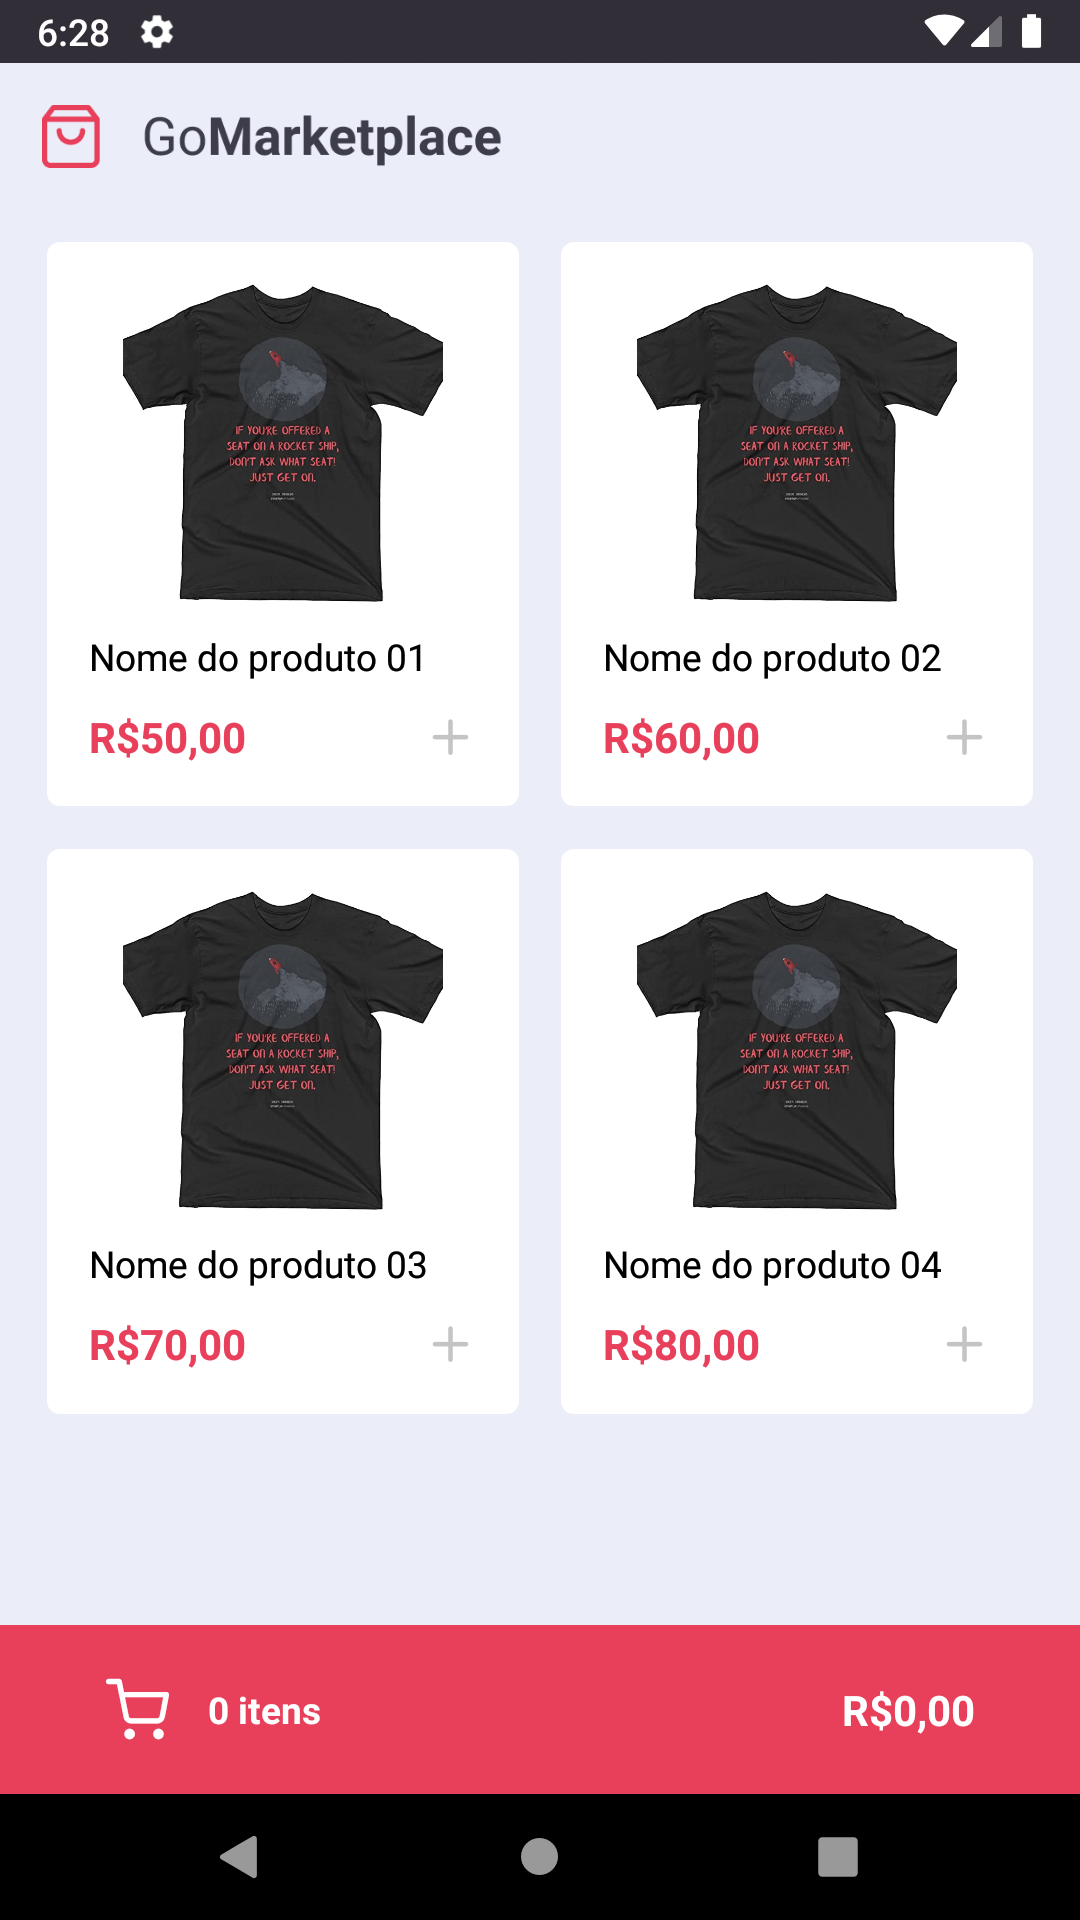 6:28
GoMarketplace
IF YOU'RE OFFERED A
SEAT ON A ROCKET SHIP,
DON'T ASK WHAT SEAT!
JUST GET ON.
IF YOU'RE OFFERED A
SEAT ON A ROCKET SHIP,
DON'T ASK WHAT SEAT!
JUST GET ON.
Nome do produto 01
Nome do produto 02
R$50,00
R$60,00
IF YOU'RE OFFERED A
SEAT ON A ROCKET SHIP,
DON'T ASK WHAT SEAT!
JUST GET ON.
IF YOU'RE OFFERED A
SEAT ON A ROCKET SHIP,
DON'T ASK WHAT SEAT!
JUST GET ON.
Nome do produto 03
Nome do produto 04
R$70,00
R$80,00
0 itens
R$0,00